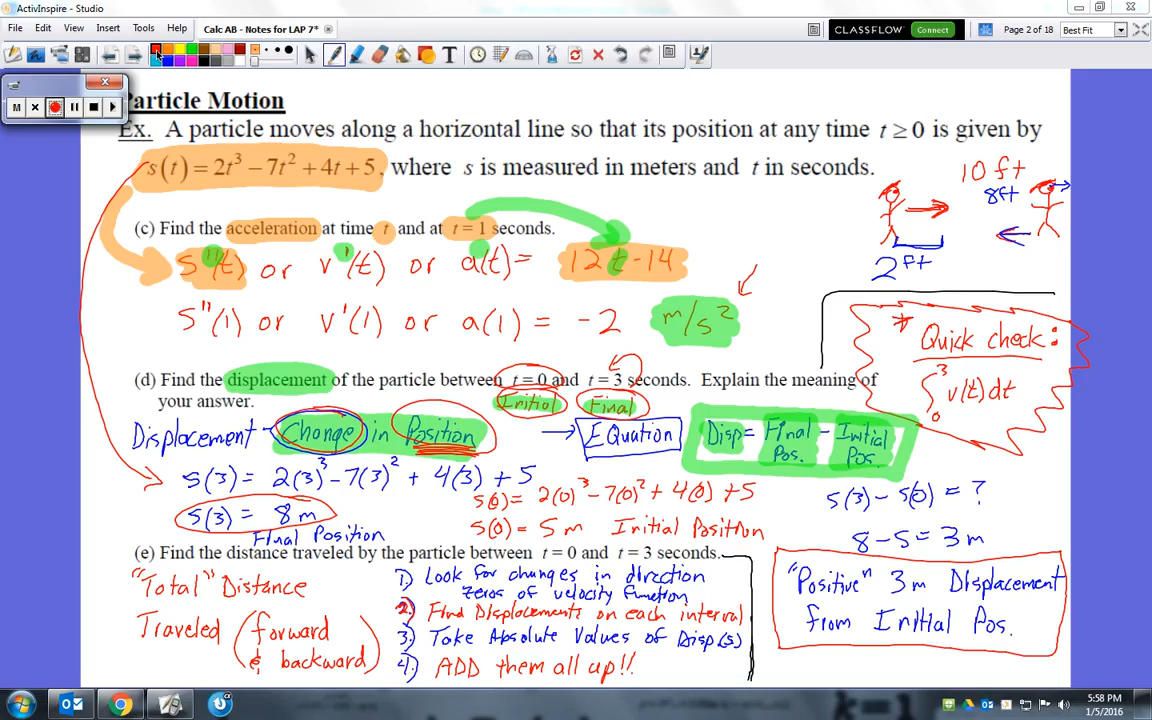 ActivInspire - Studio
File Edit View Insert Tools Help Calc AB - Notes for LAP 7* CLASSFLOW Connect Page 2 of 18 Best Fit
M
Particle Motion
Ex. A particle moves along a horizontal line so that its position at any time t ≥ 0 is given by
s(t) = 2t³ − 7t² + 4t + 5, where s is measured in meters and t in seconds.
10 ft
8ft
(c) Find the acceleration at time t and at t = 1 seconds.
s''(t) or v'(t) or a(t) = 12t - 14
2 ft
s''(1) or v'(1) or a(1) = -2 m/s²
* Quick check:
∫₀³ v(t) dt
(d) Find the displacement of the particle between t = 0 and t = 3 seconds. Explain the meaning of
your answer.
Initial Final
Displacement - Change in Position → EQuation Disp = Final Pos. - Initial Pos.
s(3) = 2(3)³ - 7(3)² + 4(3) + 5
s(0) = 2(0)³ - 7(0)² + 4(0) + 5
s(3) - s(0) = ?
s(3) = 8 m
Final Position
s(0) = 5 m Initial Position
8 - 5 = 3 m
(e) Find the distance traveled by the particle between t = 0 and t = 3 seconds.
"Total" Distance
Traveled (forward & backward)
1) Look for changes in direction
zeros of velocity function
2.) Find Displacements on each interval
3.) Take Absolute Values of Disp(s)
4.) ADD them all up!!
"Positive" 3m Displacement
from Initial Pos.
5:58 PM
1/5/2016